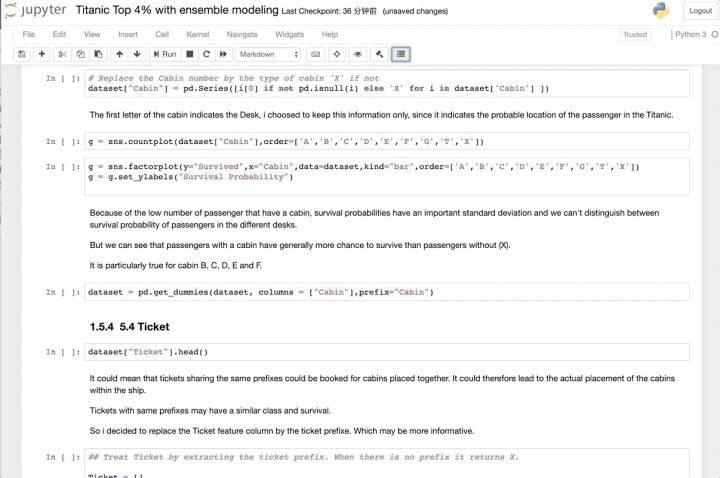 jupyter Titanic Top 4% with ensemble modeling Last Checkpoint: 36 分钟前 (unsaved changes)
Logout
File Edit View Insert Cell Kernel Navigate Widgets Help
Trusted Python 3
Run Markdown
In [ ]: # Replace the Cabin number by the type of cabin 'X' if not
dataset["Cabin"] = pd.Series([i[0] if not pd.isnull(i) else 'X' for i in dataset['Cabin'] ])
The first letter of the cabin indicates the Desk, i choosed to keep this information only, since it indicates the probable location of the passenger in the Titanic.
In [ ]: g = sns.countplot(dataset["Cabin"],order=['A','B','C','D','E','F','G','T','X'])
In [ ]: g = sns.factorplot(y="Survived",x="Cabin",data=dataset,kind="bar",order=['A','B','C','D','E','F','G','T','X'])
g = g.set_ylabels("Survival Probability")
Because of the low number of passenger that have a cabin, survival probabilities have an important standard deviation and we can't distinguish between
survival probability of passengers in the different desks.
But we can see that passengers with a cabin have generally more chance to survive than passengers without (X).
It is particularly true for cabin B, C, D, E and F.
In [ ]: dataset = pd.get_dummies(dataset, columns = ["Cabin"],prefix="Cabin")
1.5.4 5.4 Ticket
In [ ]: dataset["Ticket"].head()
It could mean that tickets sharing the same prefixes could be booked for cabins placed together. It could therefore lead to the actual placement of the cabins
within the ship.
Tickets with same prefixes may have a similar class and survival.
So i decided to replace the Ticket feature column by the ticket prefixe. Which may be more informative.
In [ ]: ## Treat Ticket by extracting the ticket prefix. When there is no prefix it returns X.
Ticket = []